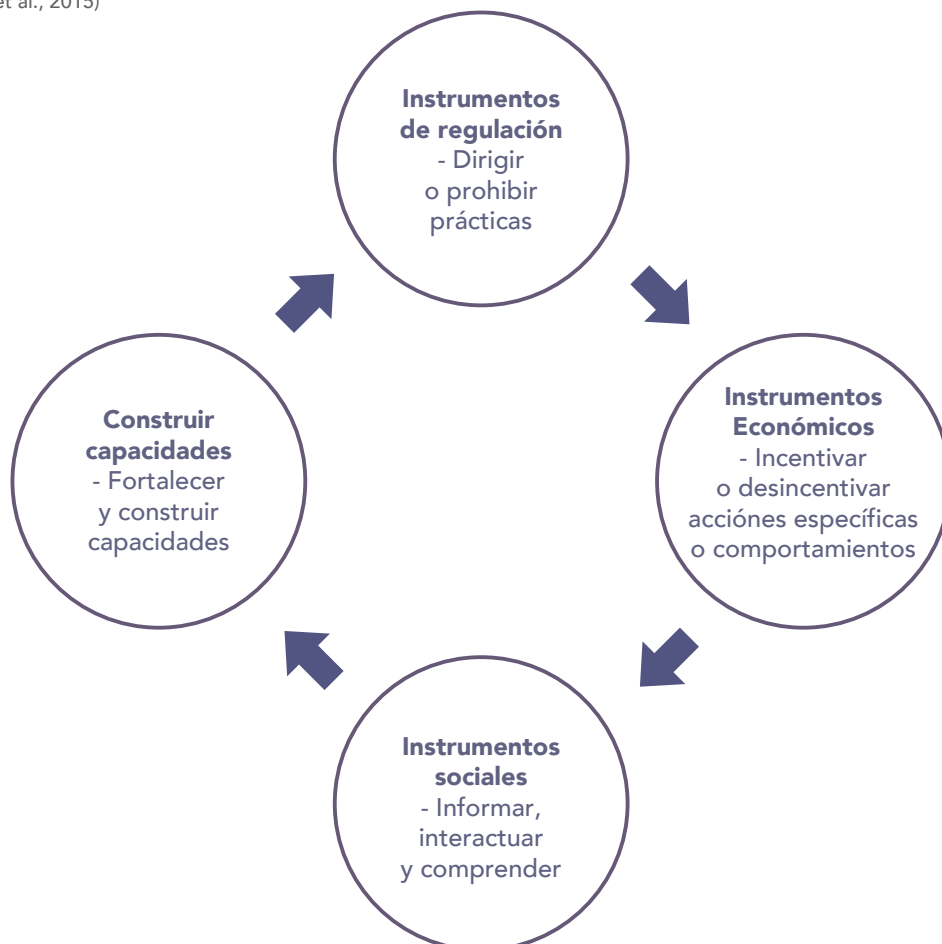 et al., 2015)
Instrumentos
de regulación
- Dirigir
o prohibir
prácticas
Instrumentos
Económicos
- Incentivar
o desincentivar
acciónes específicas
o comportamientos
Instrumentos
sociales
- Informar,
interactuar
y comprender
Construir
capacidades
- Fortalecer
y construir
capacidades